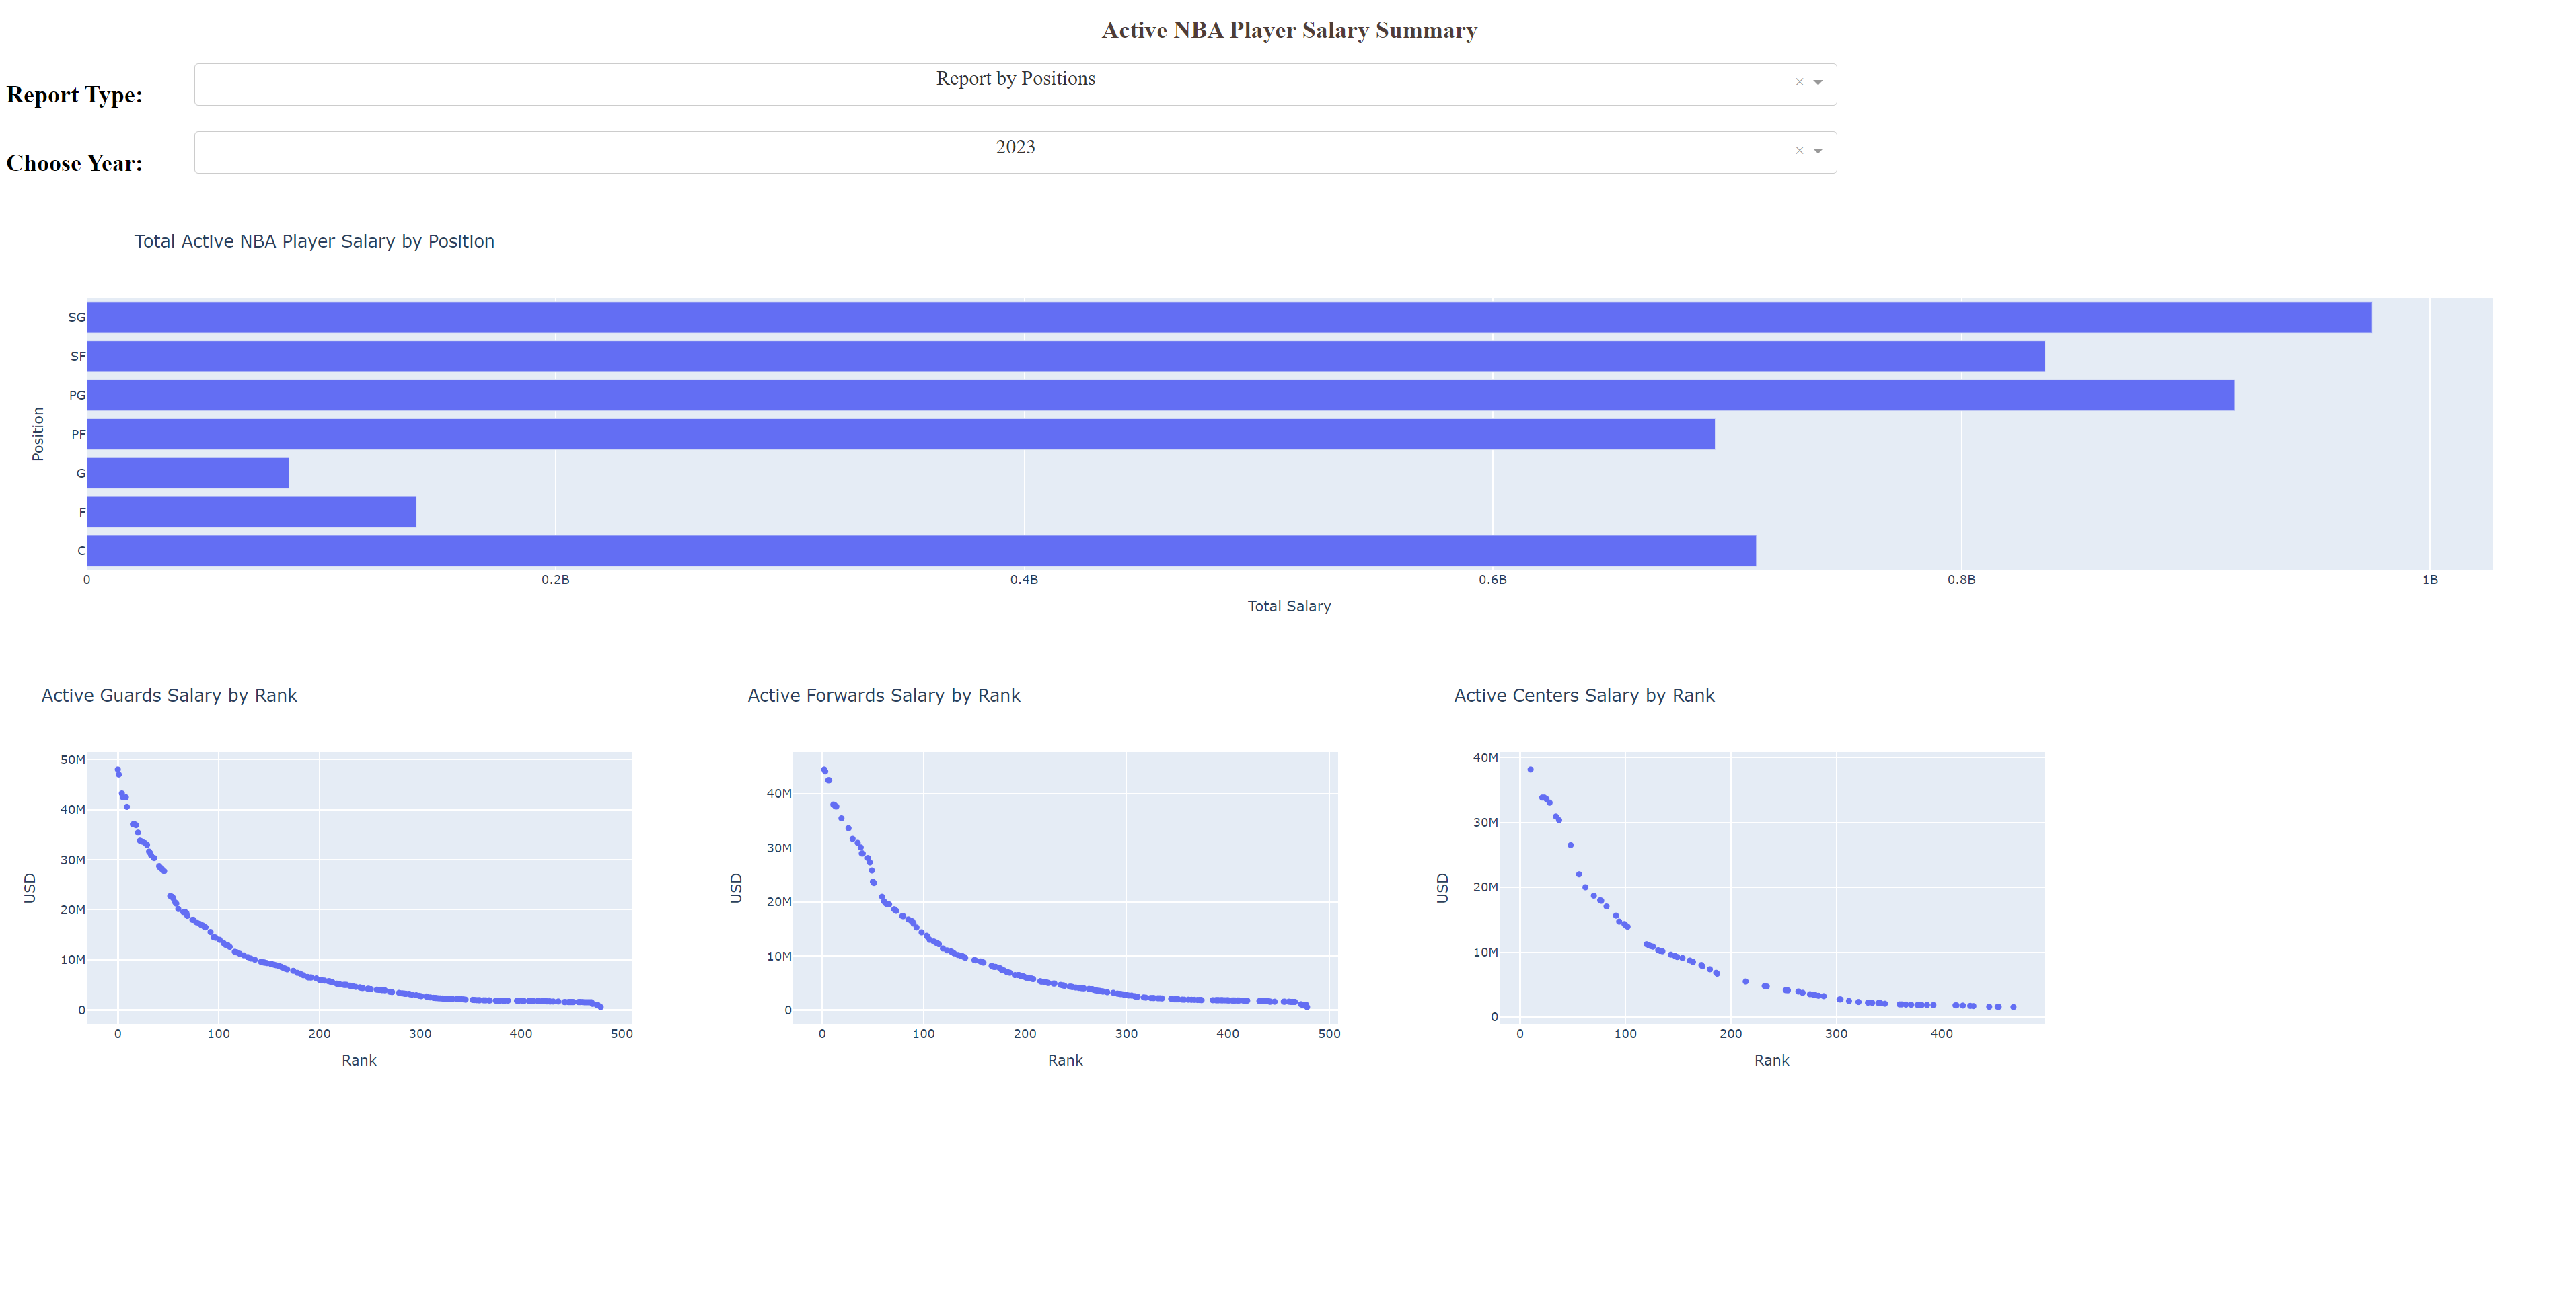 Active NBA Player Salary Summary
Report Type:
Report by Positions
× 
Choose Year:
2023
×
Total Active NBA Player Salary by Position
SG
SF
PG
PF
G
F
C
Position
0 0.2B 0.4B 0.6B 0.8B 1B
Total Salary
Active Guards Salary by Rank
50M
40M
30M
20M
10M
0
USD
0 100 200 300 400 500
Rank
Active Forwards Salary by Rank
40M
30M
20M
10M
0
USD
0 100 200 300 400 500
Rank
Active Centers Salary by Rank
40M
30M
20M
10M
0
USD
0 100 200 300 400
Rank